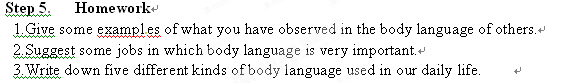 Step 5. Homework
1.Give some examples of what you have observed in the body language of others.
2.Suggest some jobs in which body language is very important.
3.Write down five different kinds of body language used in our daily life.